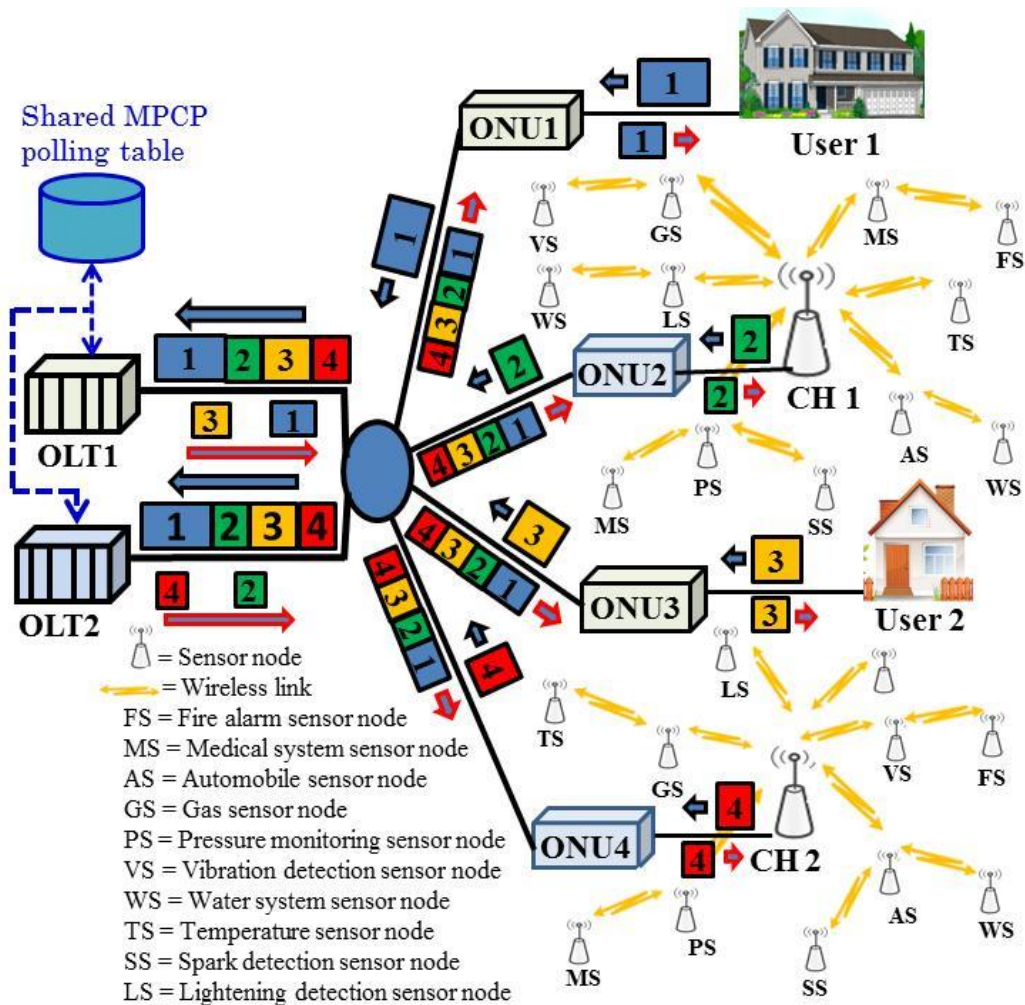 Shared MPCP
polling table
ONU1
1
1
User 1
1
1
2
3
4
VS
GS
MS
FS
WS
LS
TS
1 2 3 4
OLT1
3 1
2
ONU2
2
2
CH 1
4 3 2 1
MS
PS
SS
AS
WS
1 2 3 4
OLT2
4 2
3
4 3 2 1
ONU3
3
3
User 2
4
3
2
1
4
LS
TS
GS
VS
FS
ONU4
4
4
CH 2
MS
PS
SS
AS
WS
= Sensor node
= Wireless link
FS = Fire alarm sensor node
MS = Medical system sensor node
AS = Automobile sensor node
GS = Gas sensor node
PS = Pressure monitoring sensor node
VS = Vibration detection sensor node
WS = Water system sensor node
TS = Temperature sensor node
SS = Spark detection sensor node
LS = Lightening detection sensor node